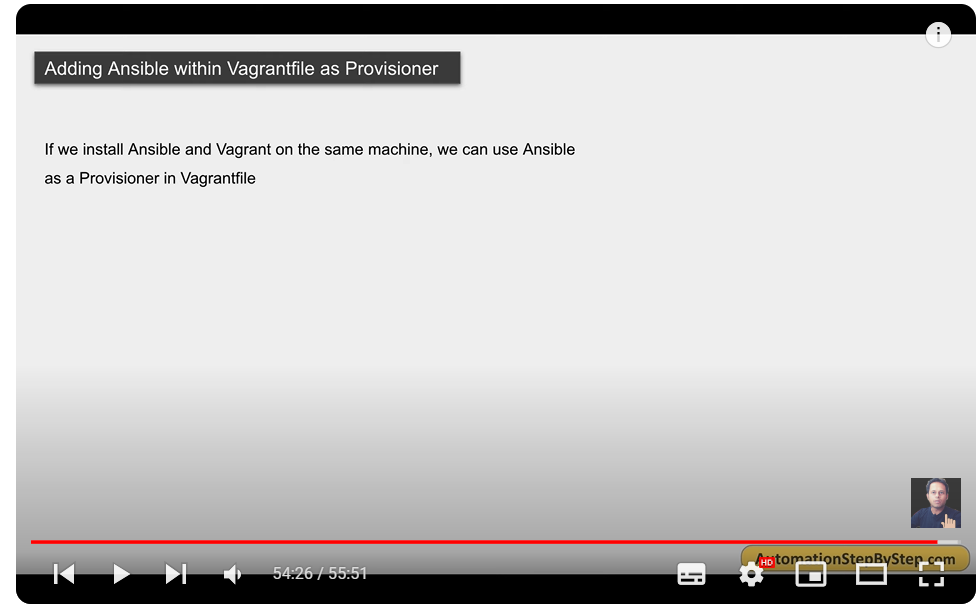 Adding Ansible within Vagrantfile as Provisioner
If we install Ansible and Vagrant on the same machine, we can use Ansible
as a Provisioner in Vagrantfile
AutomationStepByStep.com
54:26 / 55:51
HD